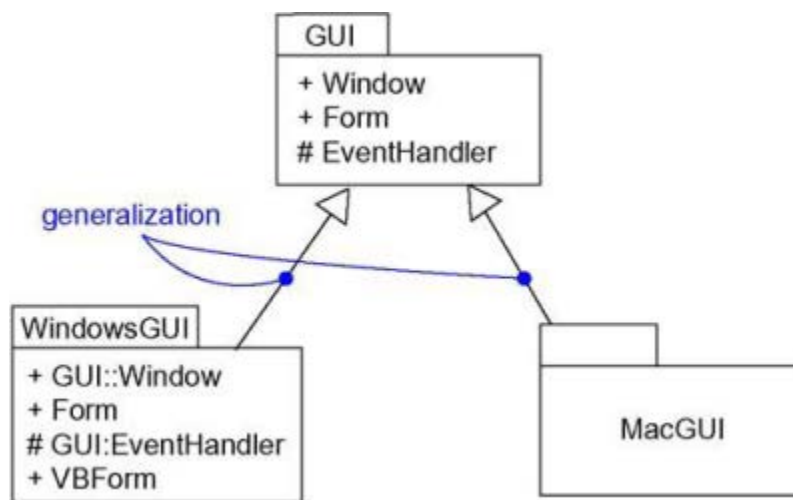 GUI
+ Window
+ Form
# EventHandler
generalization
WindowsGUI
+ GUI::Window
+ Form
# GUI:EventHandler
+ VBForm
MacGUI